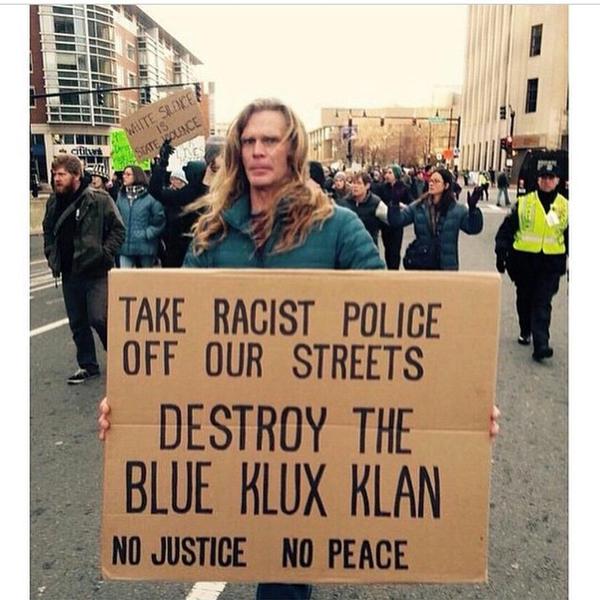 WHITE SILENCE
IS
STATE VIOLENCE
citi
TAKE RACIST POLICE
OFF OUR STREETS
DESTROY THE
BLUE KLUX KLAN
NO JUSTICE NO PEACE